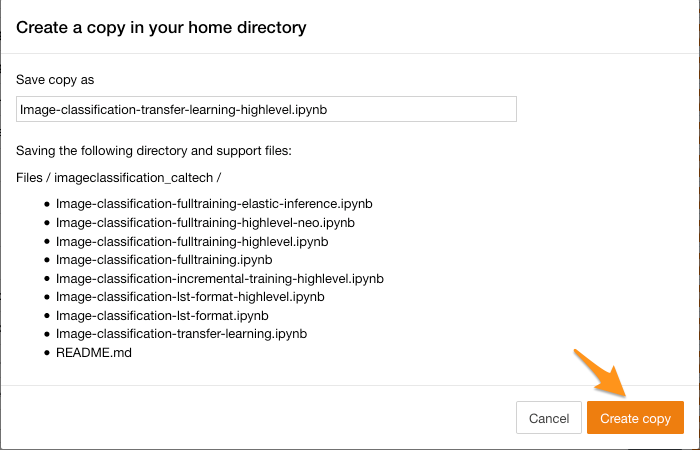 Create a copy in your home directory
Save copy as
Image-classification-transfer-learning-highlevel.ipynb
Saving the following directory and support files:
Files / imageclassification_caltech /
• Image-classification-fulltraining-elastic-inference.ipynb
• Image-classification-fulltraining-highlevel-neo.ipynb
• Image-classification-fulltraining-highlevel.ipynb
• Image-classification-fulltraining.ipynb
• Image-classification-incremental-training-highlevel.ipynb
• Image-classification-lst-format-highlevel.ipynb
• Image-classification-lst-format.ipynb
• Image-classification-transfer-learning.ipynb
• README.md
Cancel Create copy